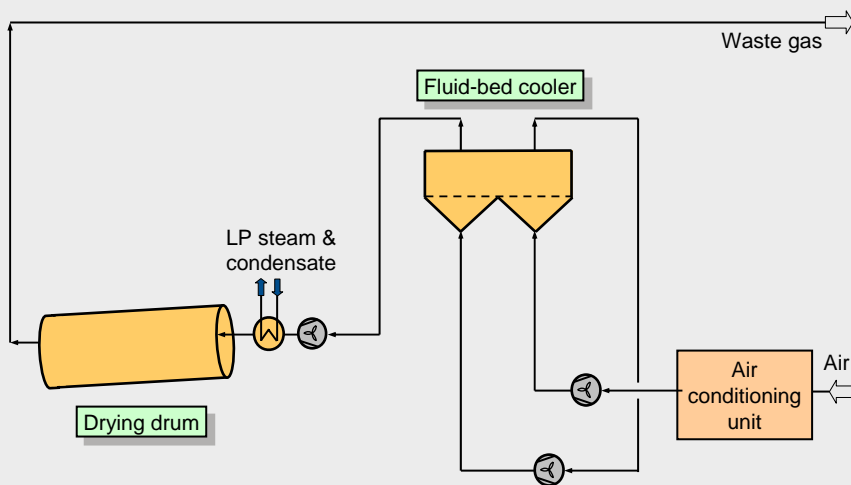 Waste gas
Fluid-bed cooler
LP steam &
condensate
Air
Air
conditioning
unit
Drying drum